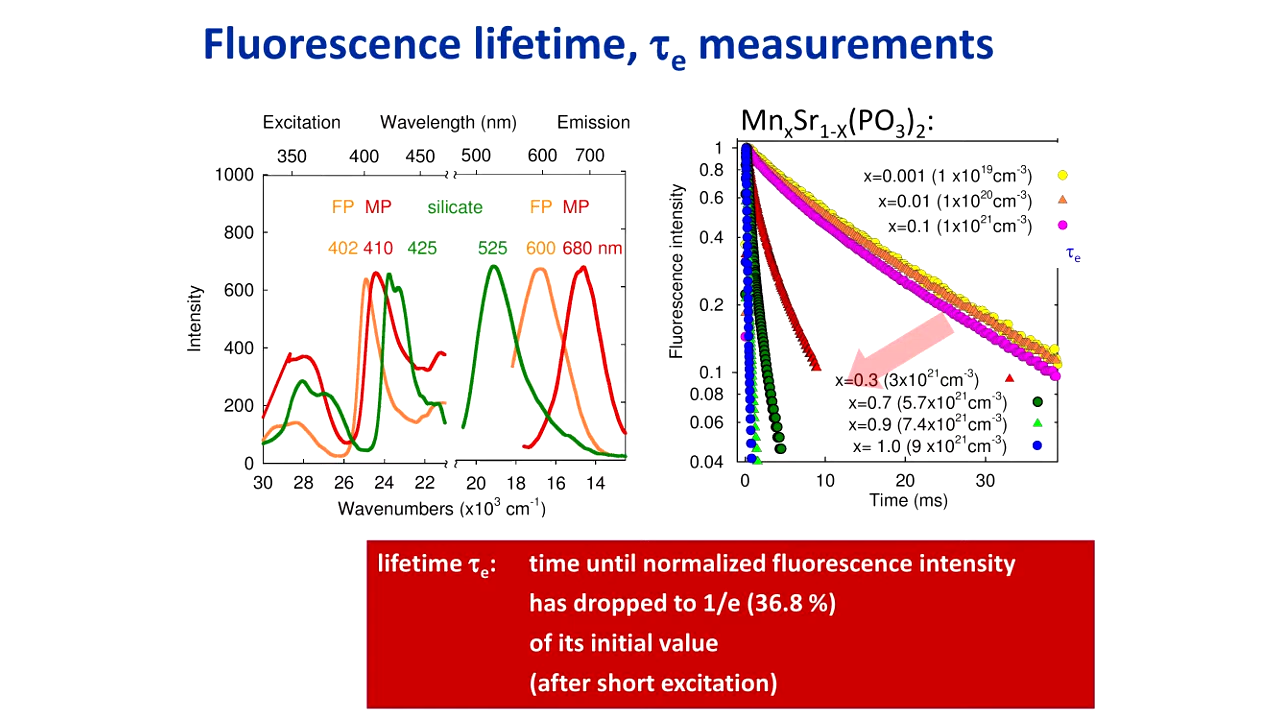 Fluorescence lifetime, τe measurements
Excitation Wavelength (nm) Emission
350 400 450 500 600 700
1000
800
600
400
200
0
Intensity
FP MP silicate FP MP
402 410 425 525 600 680 nm
30 28 26 24 22 20 18 16 14
Wavenumbers (x10³ cm⁻¹)
MnxSr1-X(PO3)2:
1
0.8
0.6
0.4
0.2
0.1
0.08
0.06
0.04
Fluorescence intensity
x=0.001 (1 x10¹⁹cm⁻³)
x=0.01 (1x10²⁰cm⁻³)
x=0.1 (1x10²¹cm⁻³)
τe
x=0.3 (3x10²¹cm⁻³)
x=0.7 (5.7x10²¹cm⁻³)
x=0.9 (7.4x10²¹cm⁻³)
x= 1.0 (9 x10²¹cm⁻³)
0 10 20 30
Time (ms)
lifetime τe: time until normalized fluorescence intensity
has dropped to 1/e (36.8 %)
of its initial value
(after short excitation)